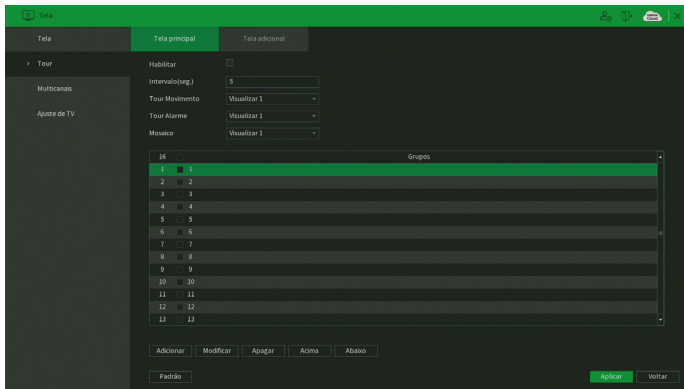 Tela
Intelbras Cloud
Tela
Tour
Multicanais
Ajuste de TV
Tela principal
Tela adicional
Habilitar
Intervalo(seg.) 5
Tour Movimento Visualizar 1
Tour Alarme Visualizar 1
Mosaico Visualizar 1
16 Grupos
1 1
2 2
3 3
4 4
5 5
6 6
7 7
8 8
9 9
10 10
11 11
12 12
13 13
Adicionar Modificar Apagar Acima Abaixo
Padrão Aplicar Voltar